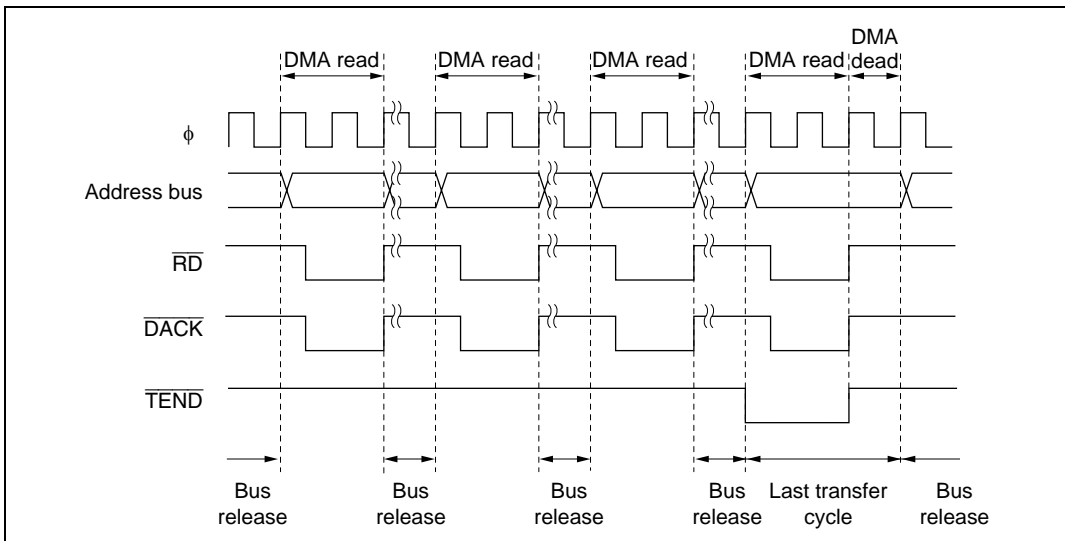 DMA
DMA read DMA read DMA read DMA read dead
ϕ
Address bus
RD
DACK
TEND
Bus release
Bus release
Bus release
Bus release
Last transfer cycle
Bus release